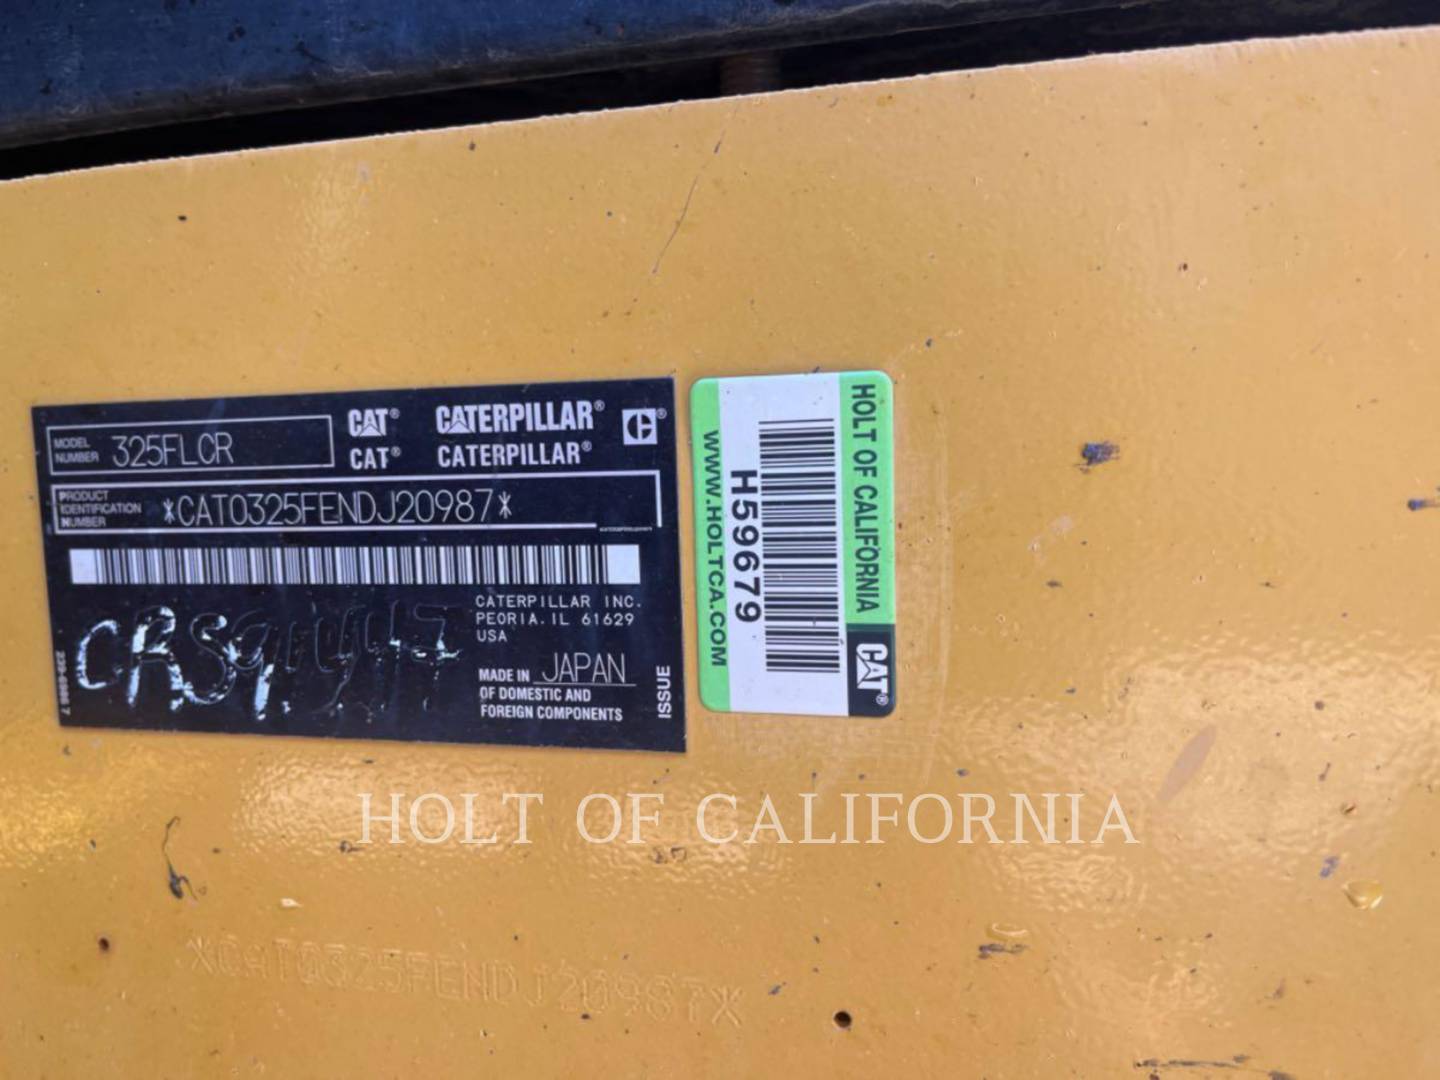 MODEL NUMBER 325FLCR
CAT® CATERPILLAR®
CAT® CATERPILLAR®
PRODUCT IDENTIFICATION NUMBER *CAT0325FENDJ20987*
CATERPILLAR INC.
PEORIA. IL 61629
USA
MADE IN JAPAN
OF DOMESTIC AND
FOREIGN COMPONENTS
ISSUE
HOLT OF CALIFORNIA
CAT®
H59679
WWW.HOLTCA.COM
HOLT OF CALIFORNIA
*CAT0325FENDJ20987*